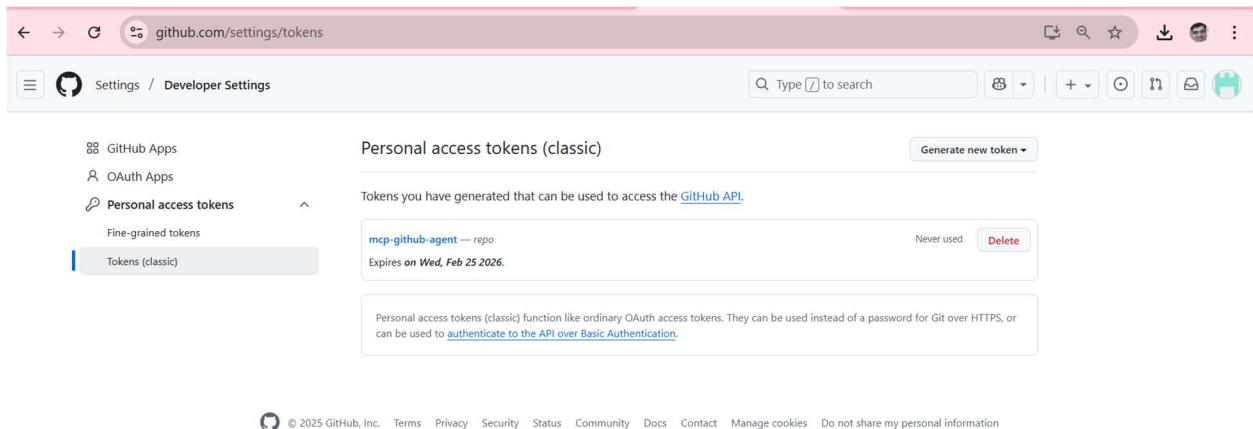 github.com/settings/tokens
Settings / Developer Settings
Type / to search
GitHub Apps
OAuth Apps
Personal access tokens
Fine-grained tokens
Tokens (classic)
Personal access tokens (classic)
Generate new token
Tokens you have generated that can be used to access the GitHub API.
mcp-github-agent — repo
Never used
Delete
Expires on Wed, Feb 25 2026.
Personal access tokens (classic) function like ordinary OAuth access tokens. They can be used instead of a password for Git over HTTPS, or
can be used to authenticate to the API over Basic Authentication.
© 2025 GitHub, Inc. Terms Privacy Security Status Community Docs Contact Manage cookies Do not share my personal information